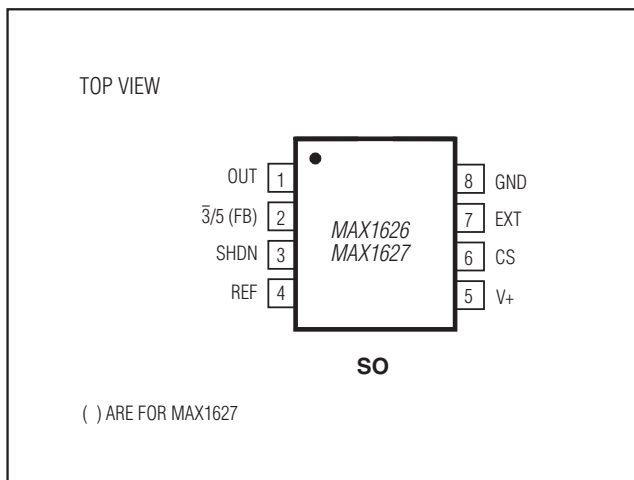 TOP VIEW
OUT 1
3̅/5 (FB) 2
SHDN 3
REF 4
MAX1626
MAX1627
8 GND
7 EXT
6 CS
5 V+
SO
( ) ARE FOR MAX1627